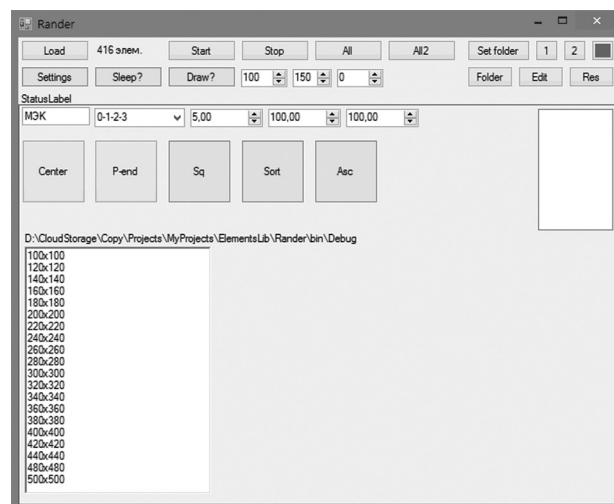 Rander
Load 416 элем. Start Stop All All2 Set folder 1 2
Settings Sleep? Draw? 100 150 0 Folder Edit Res
StatusLabel
МЭК 0-1-2-3 5,00 100,00 100,00
Center P-end Sq Sort Asc
D:\CloudStorage\Copy\Projects\MyProjects\ElementsLib\Rander\bin\Debug
100x100
120x120
140x140
160x160
180x180
200x200
220x220
240x240
260x260
280x280
300x300
320x320
340x340
360x360
380x380
400x400
420x420
440x440
480x480
500x500